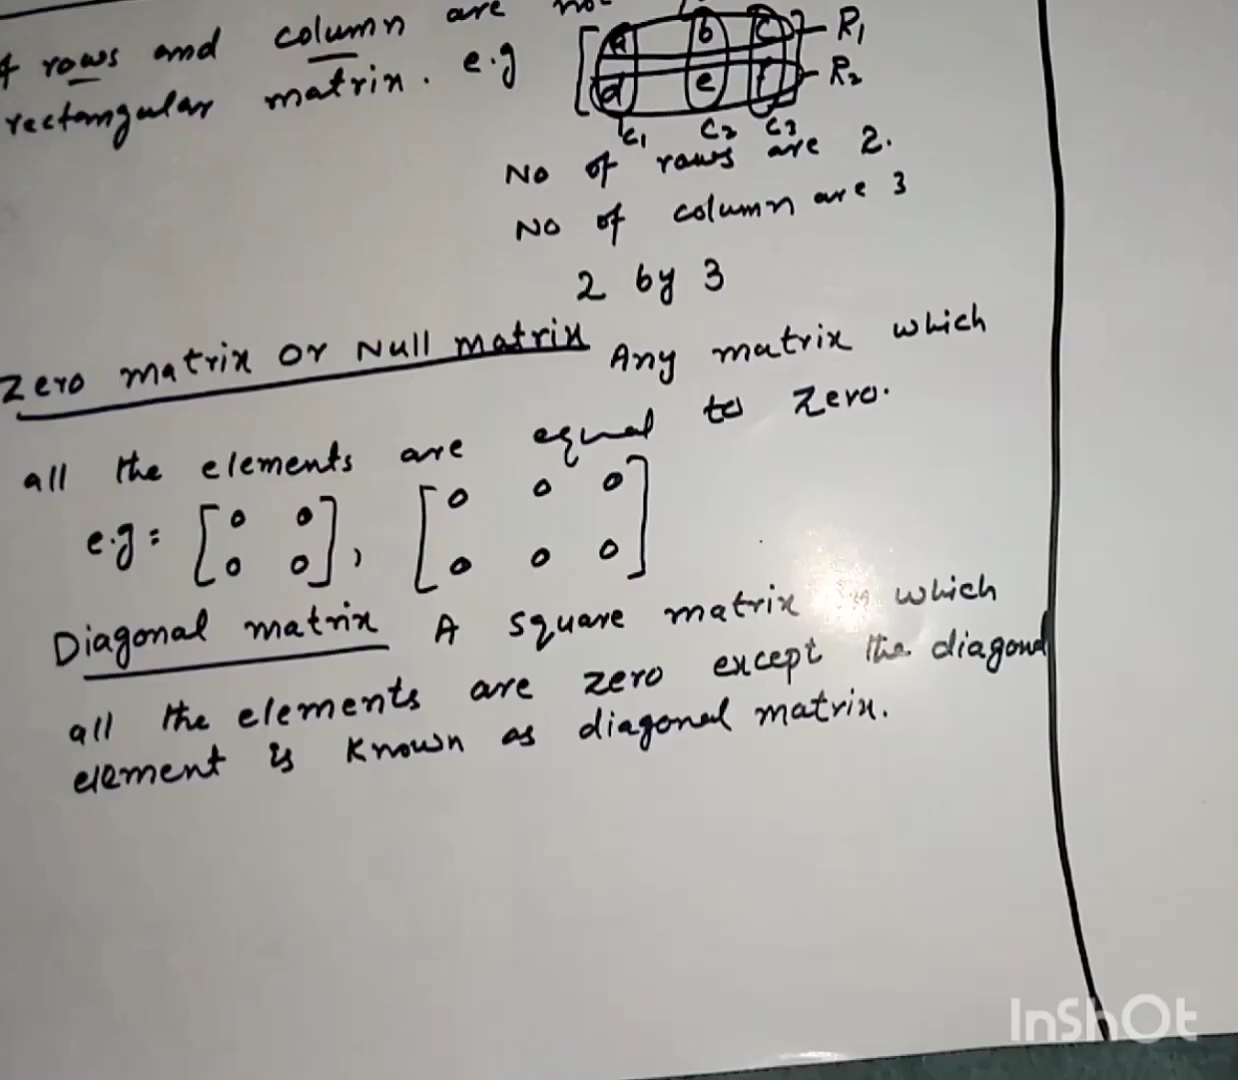 rows and column are
rectangular matrix. e.g [a b c R1
d e f] R2
c1 C2 C3
No of rows are 2.
No of column are 3
2 by 3
Zero matrix or Null matrix Any matrix which
all the elements are equal to zero.
e.g = [0 0 0 0], [0 0 0
0 0 0]
Diagonal matrix A square matrix in which
all the elements are zero except the diagonal
element is known as diagonal matrix.
InShOt